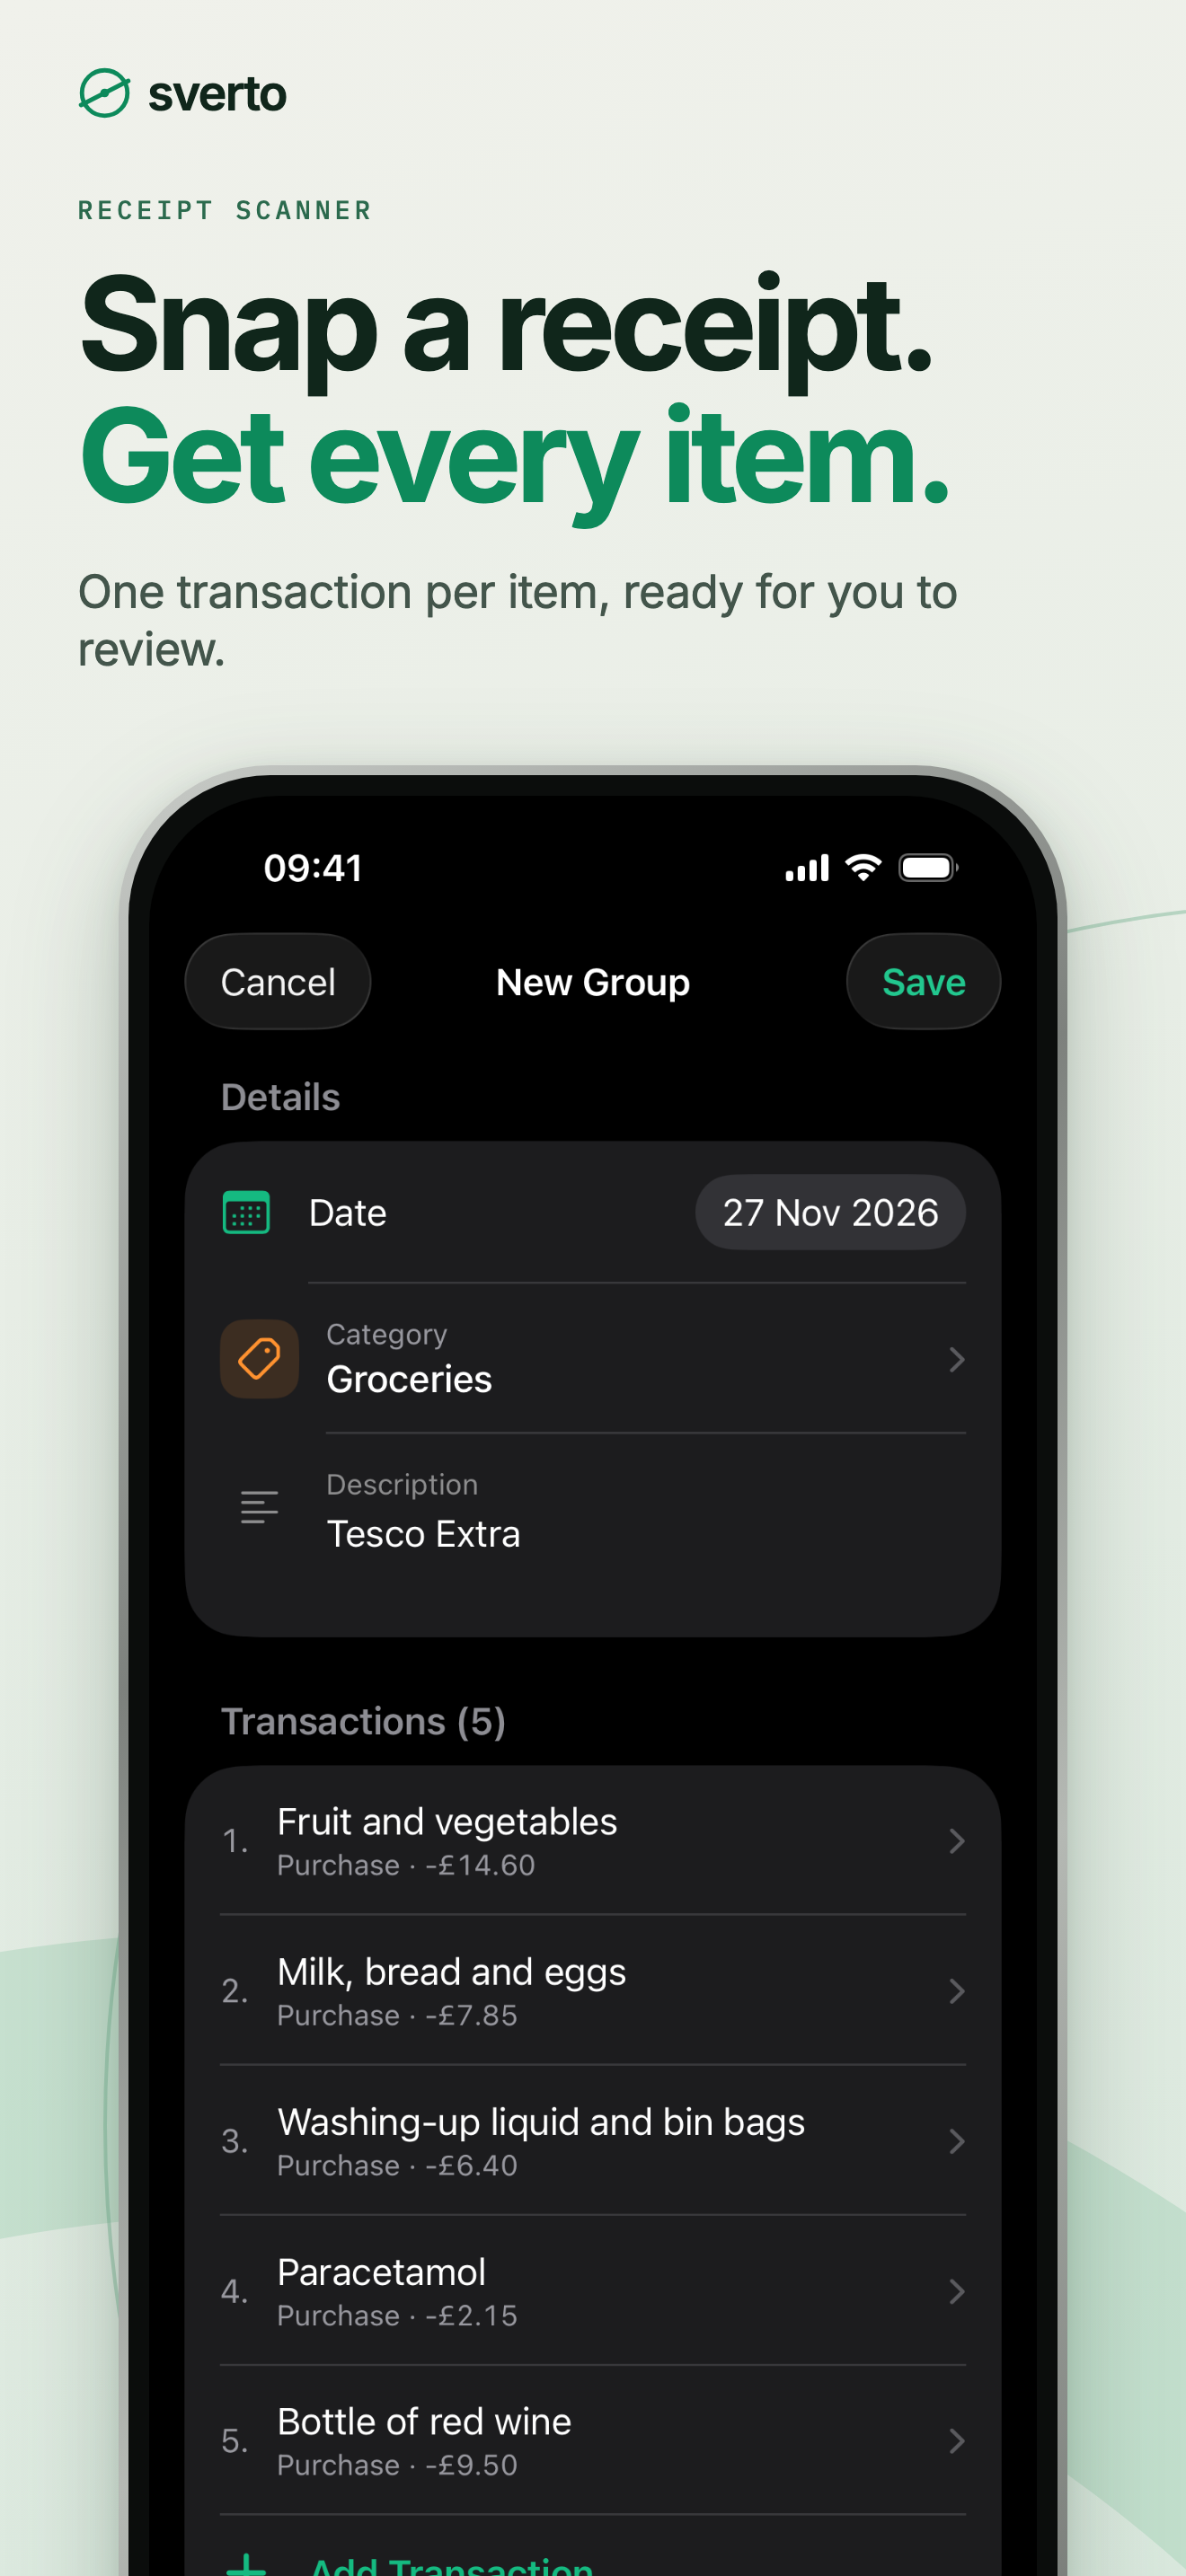 sverto
RECEIPT SCANNER
Snap a receipt.
Get every item.
One transaction per item, ready for you to
review.
09:41
Cancel
New Group
Save
Details
Date
27 Nov 2026
Category
Groceries
Description
Tesco Extra
Transactions (5)
1.
Fruit and vegetables
Purchase · -£14.60
2.
Milk, bread and eggs
Purchase · -£7.85
3.
Washing-up liquid and bin bags
Purchase · -£6.40
4.
Paracetamol
Purchase · -£2.15
5.
Bottle of red wine
Purchase · -£9.50
Add Transaction